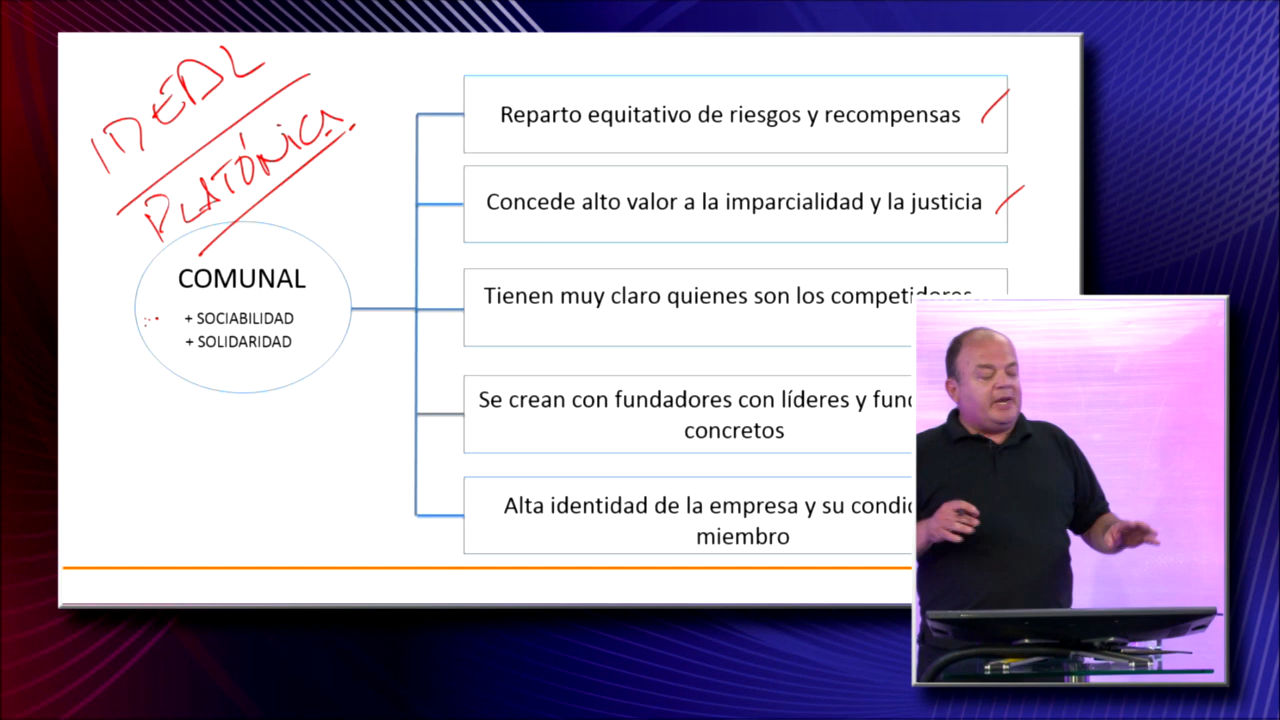 IDEAL
PLATÓNICA.
COMUNAL
+ SOCIABILIDAD
+ SOLIDARIDAD
Reparto equitativo de riesgos y recompensas
Concede alto valor a la imparcialidad y la justicia
Tienen muy claro quienes son los competidores
Se crean con fundadores con líderes y
concretos
Alta identidad de la empresa y su
miembro